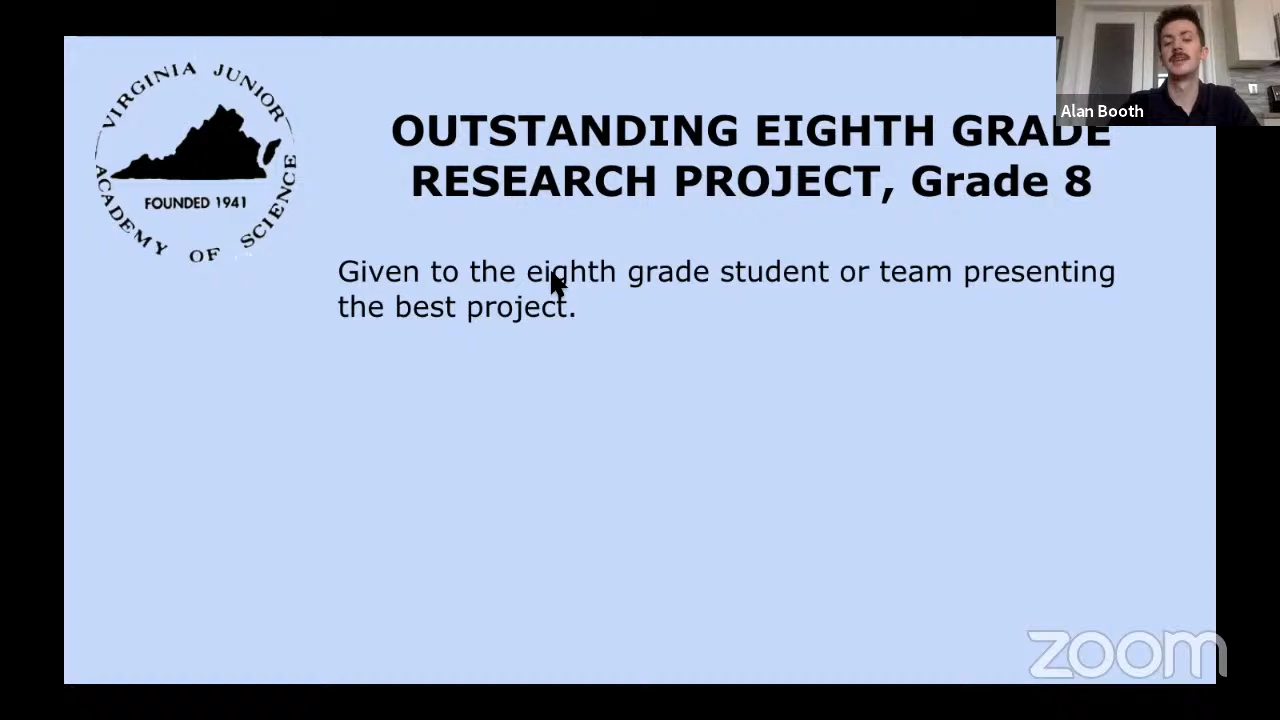 VIRGINIA JUNIOR
ACADEMY OF SCIENCE
FOUNDED 1941
OUTSTANDING EIGHTH GRADE
RESEARCH PROJECT, Grade 8
Alan Booth
Given to the eighth grade student or team presenting
the best project.
zoom